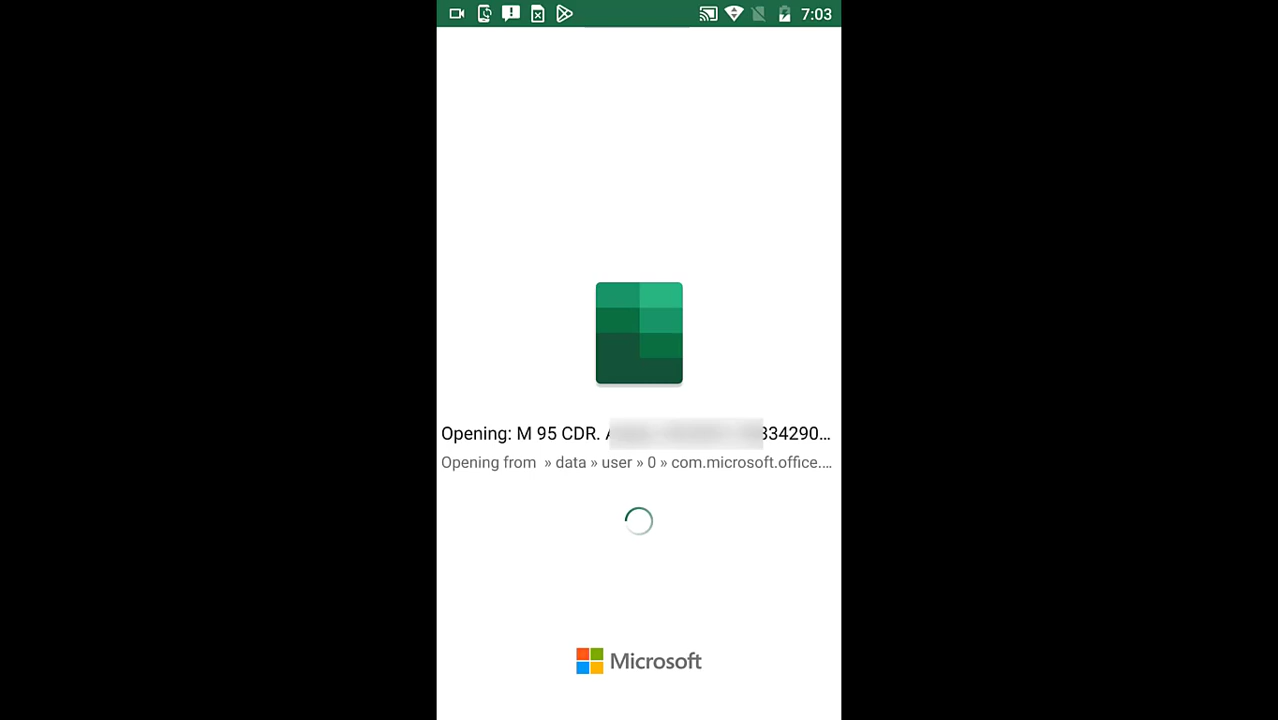 7:03
Opening: M 95 CDR. 334290...
Opening from » data » user » 0 » com.microsoft.office....
Microsoft